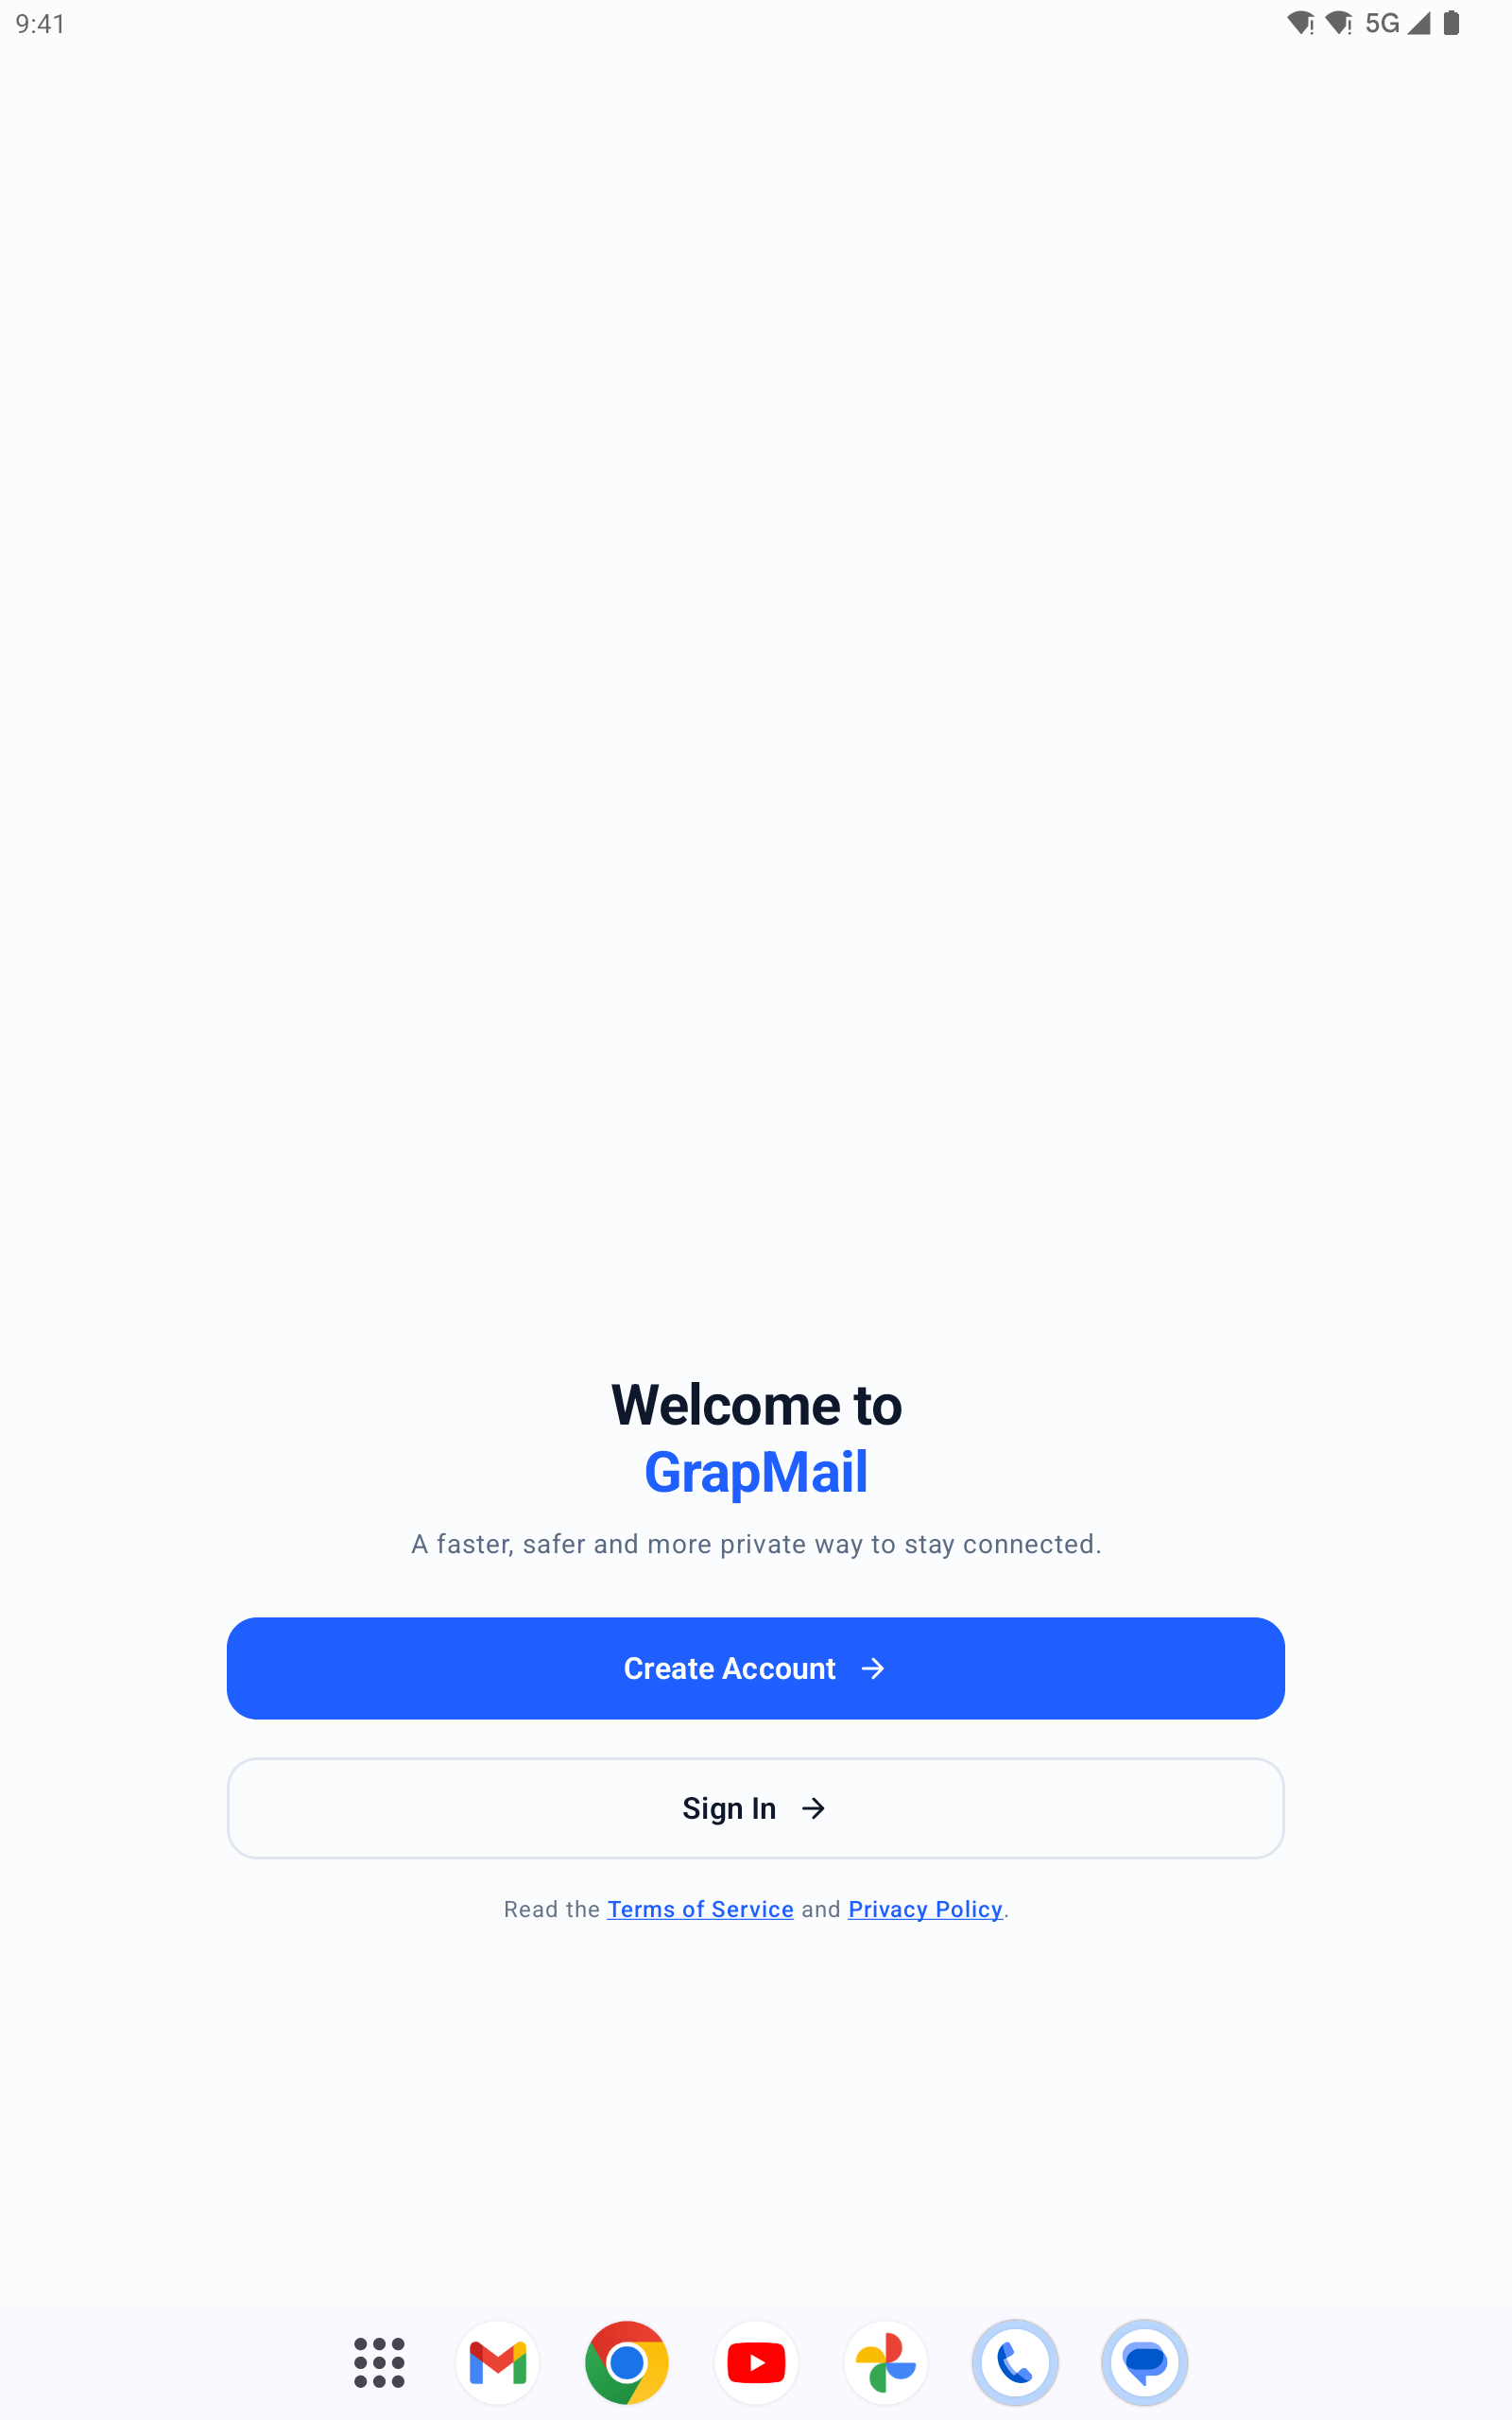 9:41
5G
Welcome to
GrapMail
A faster, safer and more private way to stay connected.
Create Account
Sign In
Read the Terms of Service and Privacy Policy.